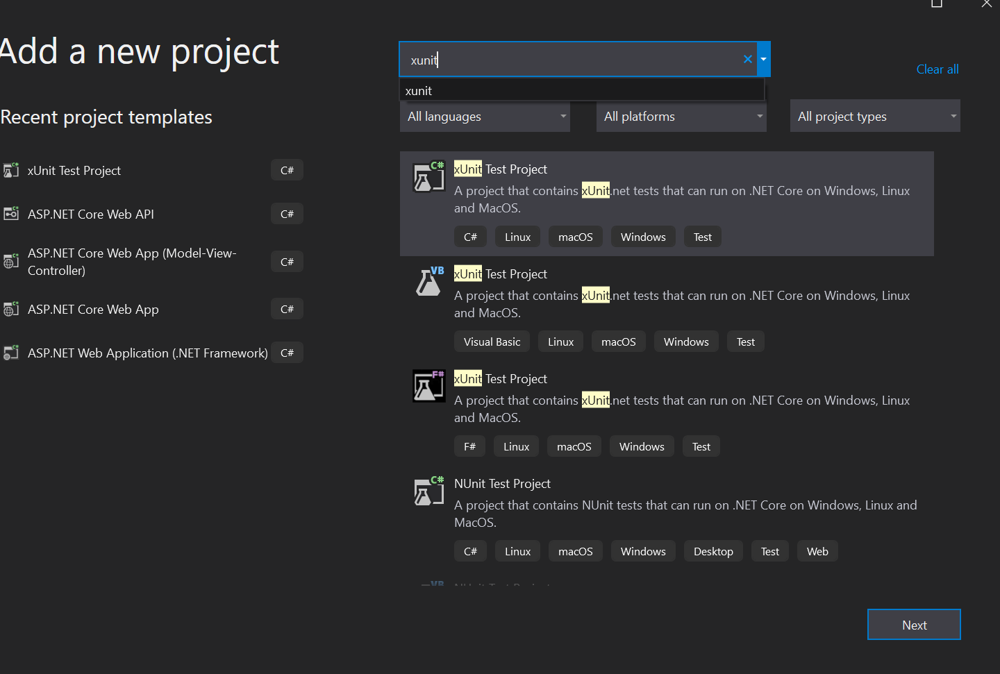 Add a new project
xunit
Clear all
xunit
Recent project templates
All languages
All platforms
All project types
xUnit Test Project
C#
ASP.NET Core Web API
C#
ASP.NET Core Web App (Model-View-
Controller)
C#
ASP.NET Core Web App
C#
ASP.NET Web Application (.NET Framework)
C#
C#
xUnit Test Project
A project that contains xUnit.net tests that can run on .NET Core on Windows, Linux
and MacOS.
C# Linux macOS Windows Test
VB
xUnit Test Project
A project that contains xUnit.net tests that can run on .NET Core on Windows, Linux
and MacOS.
Visual Basic Linux macOS Windows Test
F#
xUnit Test Project
A project that contains xUnit.net tests that can run on .NET Core on Windows, Linux
and MacOS.
F# Linux macOS Windows Test
C#
NUnit Test Project
A project that contains NUnit tests that can run on .NET Core on Windows, Linux and
MacOS.
C# Linux macOS Windows Desktop Test Web
VB
NUnit Test Project
Next